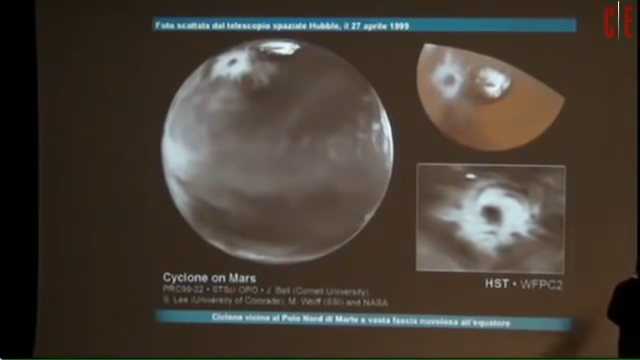 Foto scattata dal telescopio spaziale Hubble, il 27 aprile 1999
C E
Cyclone on Mars
PRC99-22 • STScI OPO • J. Bell (Cornell University),
S. Lee (University of Colorado), M. Wolff (SSI) and NASA
HST • WFPC2
Ciclone vicino al Polo Nord di Marte e vasta fascia nuvolosa all'equatore